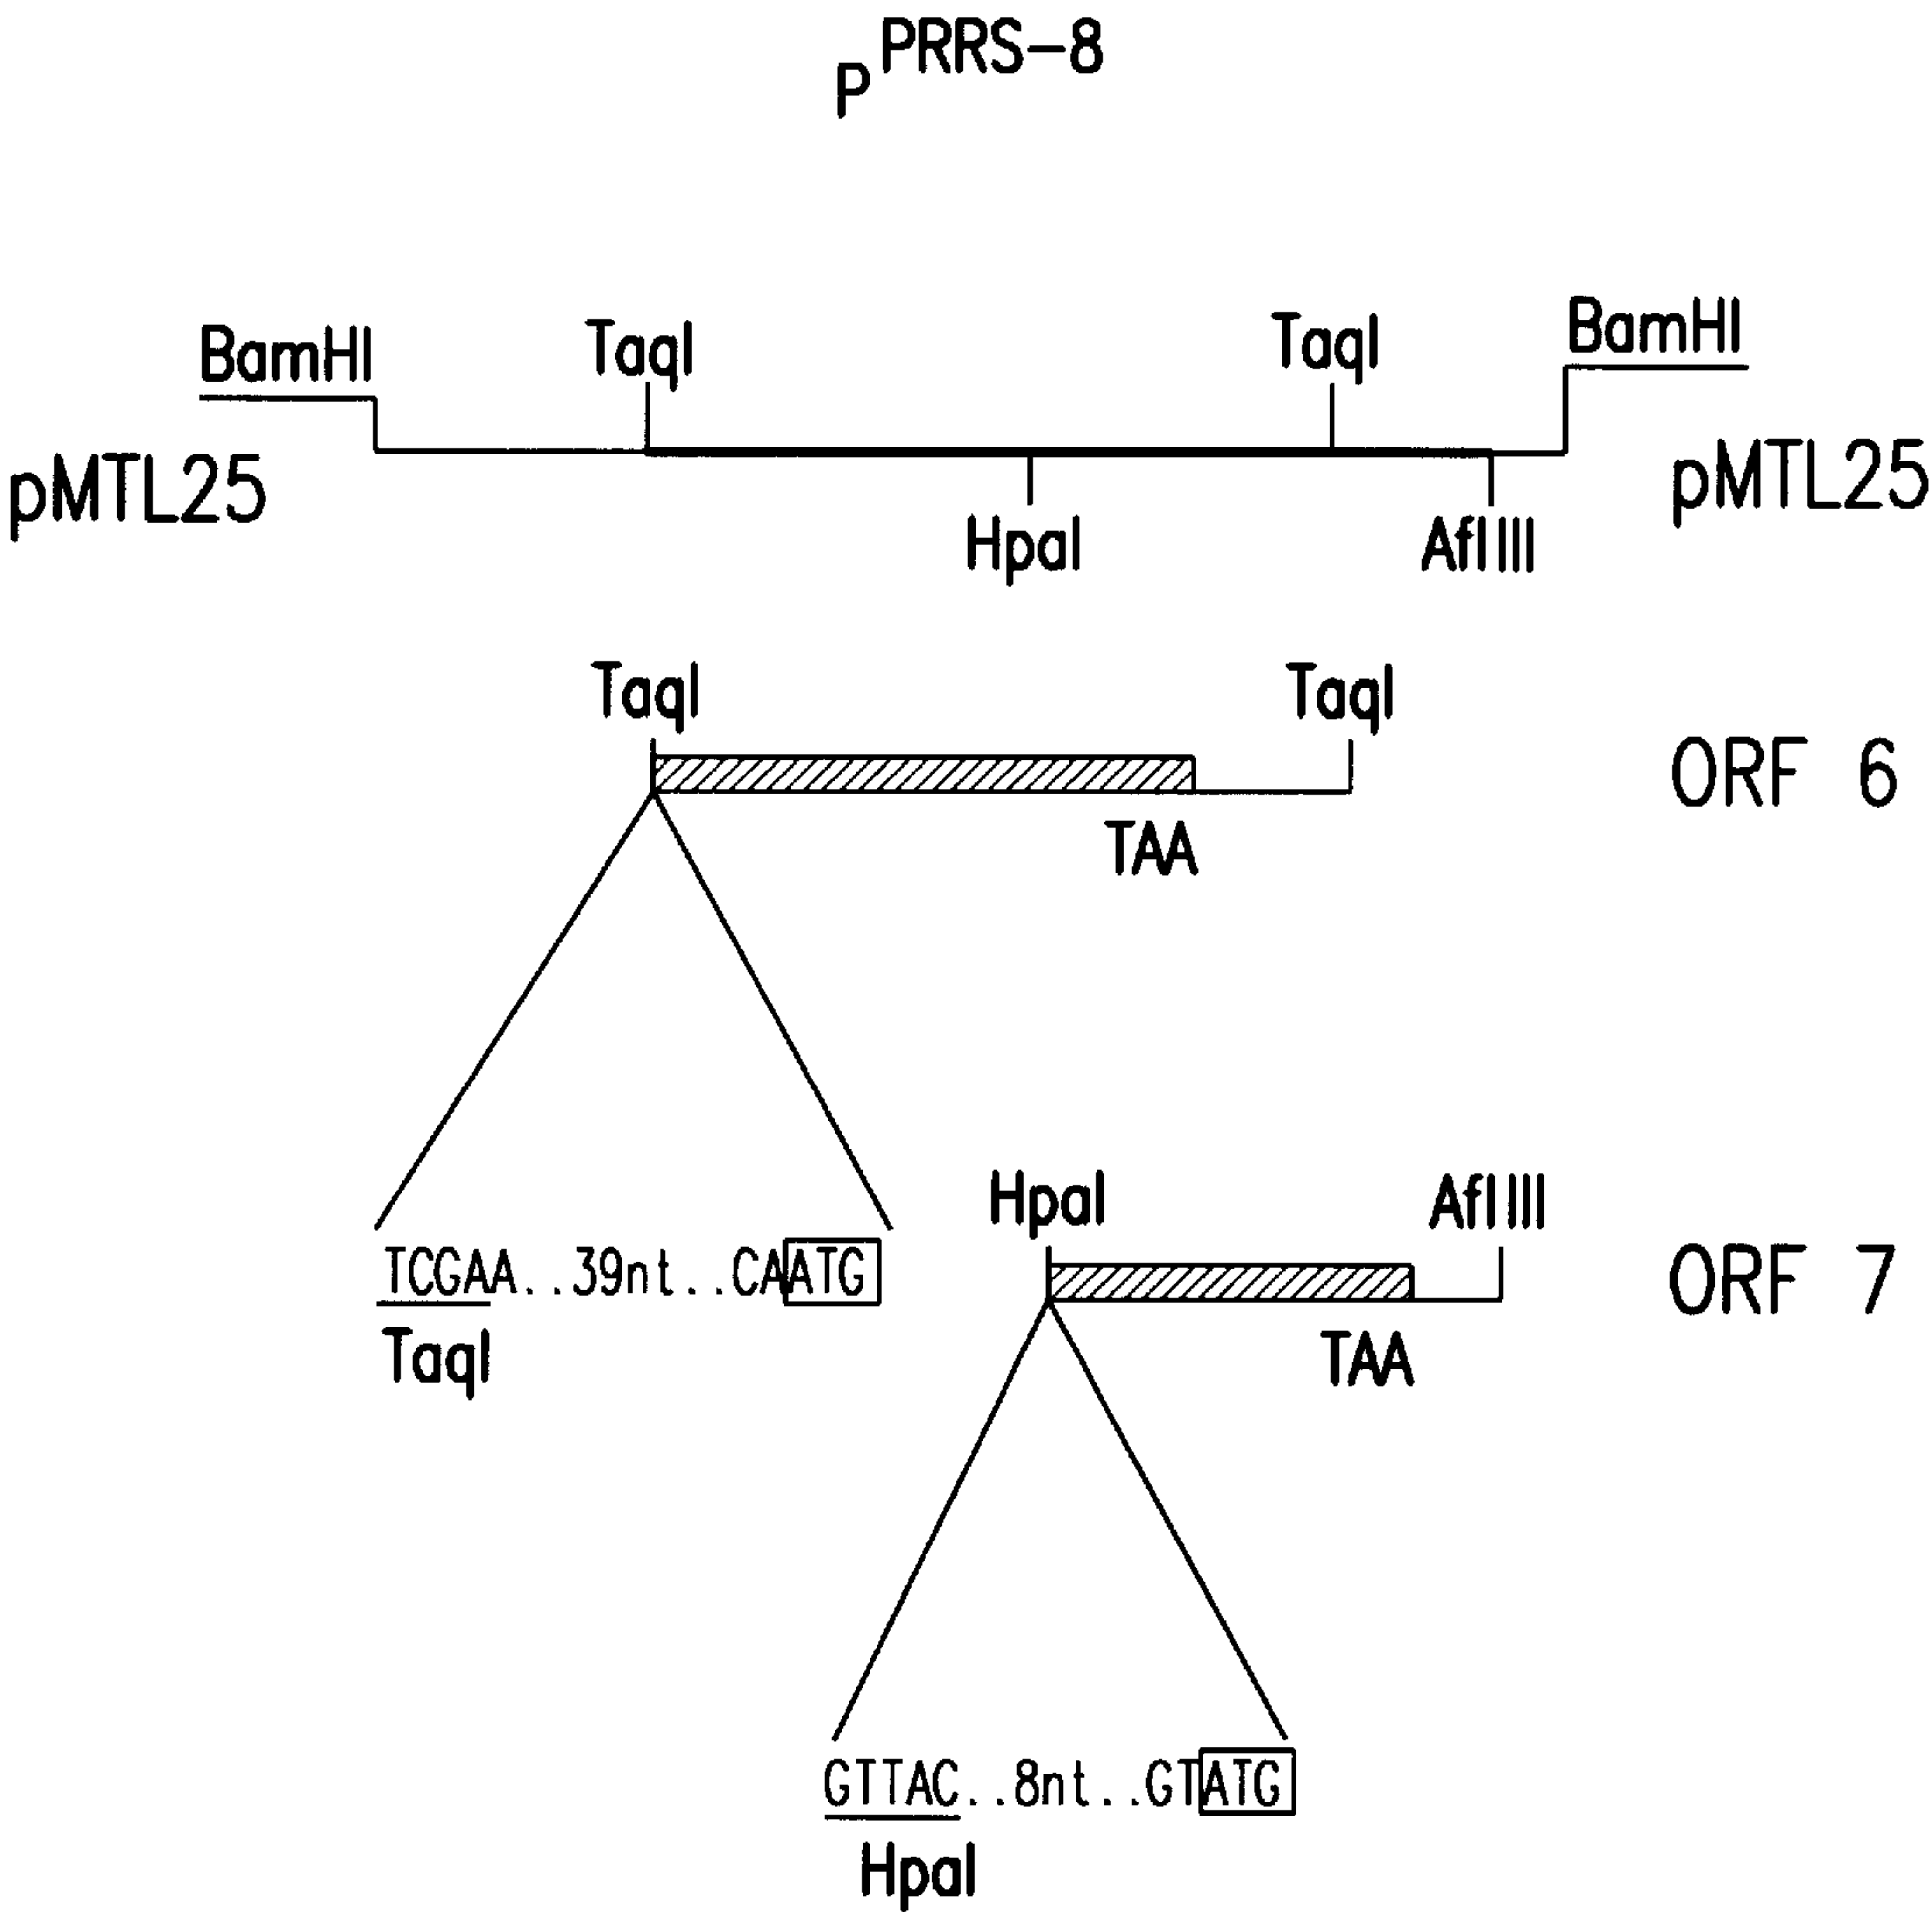 PPRRS-8
BamHI TaqI TaqI BamHI
pMTL25 pMTL25
HpaI AflIII
TaqI TaqI
ORF 6
TAA
HpaI AflIII
TCGAA..39nt..CAATG ORF 7
TaqI TAA
GTTAC..8nt..GTATG
HpaI